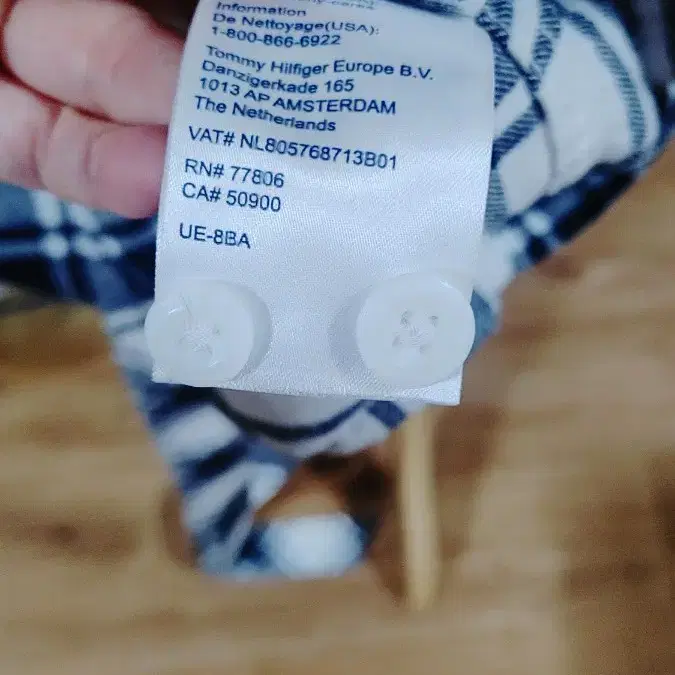 Information
De Nettoyage(USA):
1-800-866-6922
Tommy Hilfiger Europe B.V.
Danzigerkade 165
1013 AP AMSTERDAM
The Netherlands
VAT# NL805768713B01
RN# 77806
CA# 50900
UE-8BA